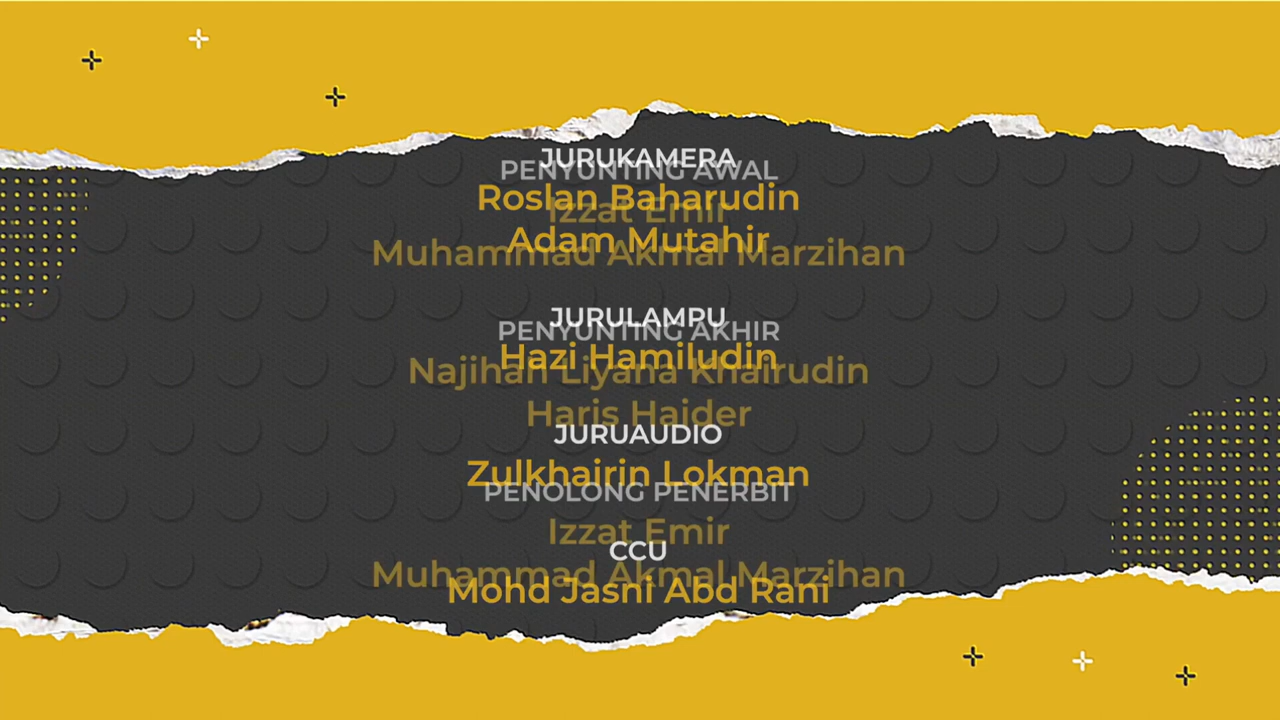 JURUKAMERA
PENYUNTING AWAL
Roslan Baharudin
Izzat Emir
Adam Mutahir
Muhammad Akmal Marzihan
JURULAMPU
PENYUNTING AKHIR
Hazi Hamiludin
Najihah Liyana Khairudin
Haris Haider
JURUAUDIO
Zulkhairin Lokman
PENOLONG PENERBIT
Izzat Emir
CCU
Muhammad Akmal Marzihan
Mohd Jasni Abd Rani